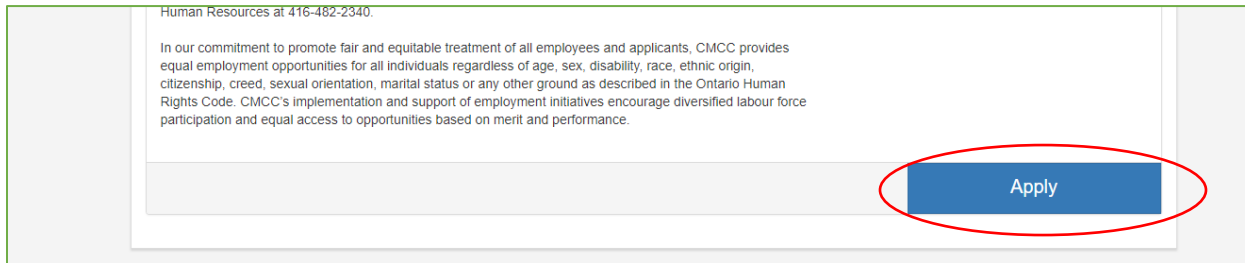 Human Resources at 416-482-2340.
In our commitment to promote fair and equitable treatment of all employees and applicants, CMCC provides
equal employment opportunities for all individuals regardless of age, sex, disability, race, ethnic origin,
citizenship, creed, sexual orientation, marital status or any other ground as described in the Ontario Human
Rights Code. CMCC's implementation and support of employment initiatives encourage diversified labour force
participation and equal access to opportunities based on merit and performance.
Apply